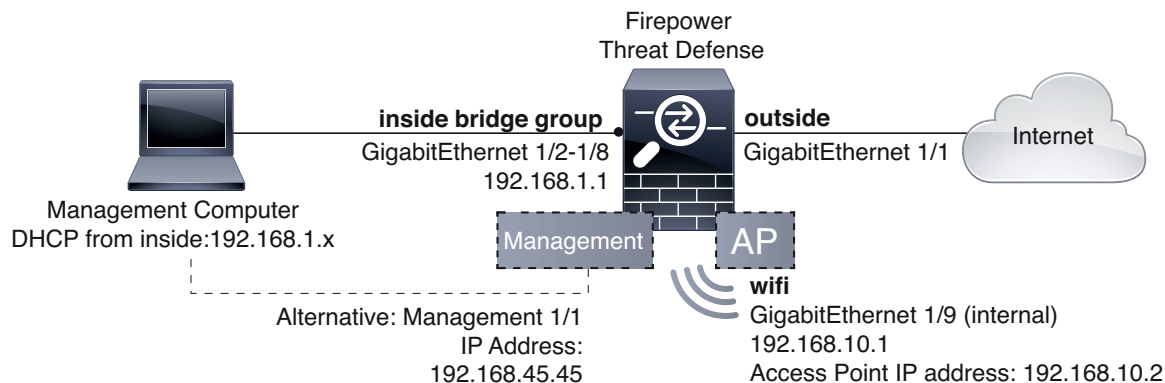 Firepower
Threat Defense
inside bridge group
GigabitEthernet 1/2-1/8
192.168.1.1
outside
GigabitEthernet 1/1
Internet
Management Computer
DHCP from inside:192.168.1.x
Management
AP
Alternative: Management 1/1
IP Address:
192.168.45.45
wifi
GigabitEthernet 1/9 (internal)
192.168.10.1
Access Point IP address: 192.168.10.2